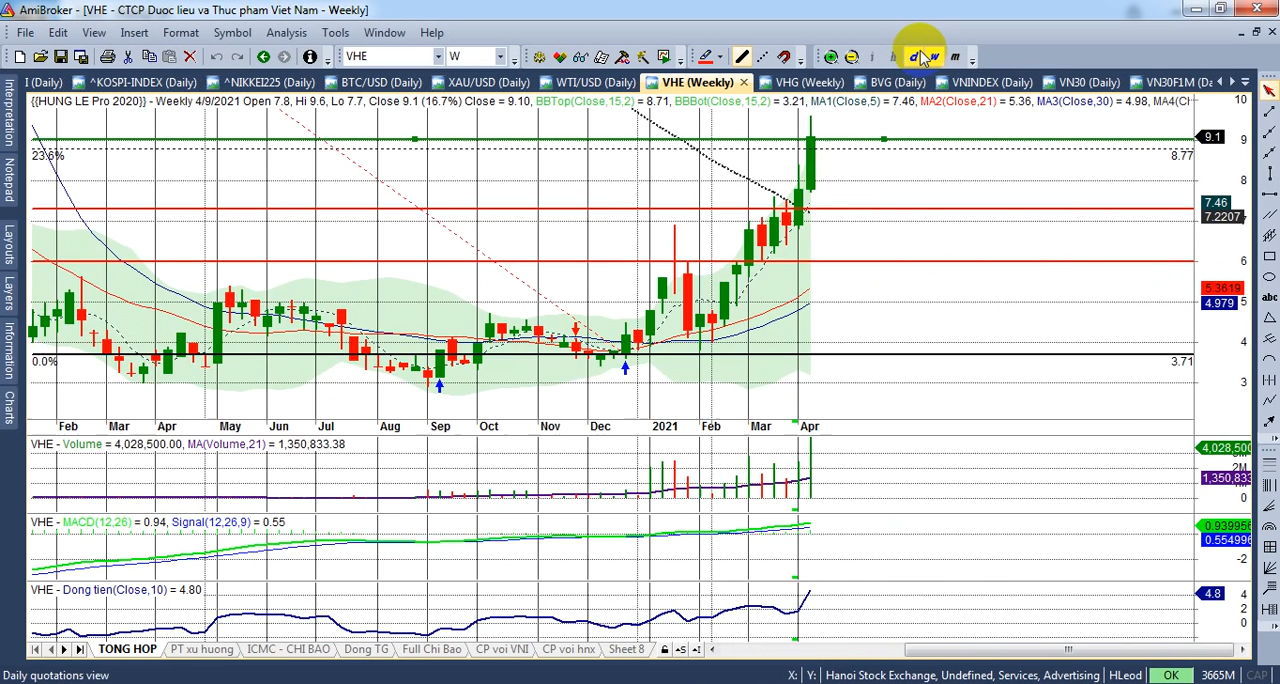 AmiBroker - [VHE - CTCP Duoc lieu va Thuc pham Viet Nam - Weekly]
File Edit View Insert Format Symbol Analysis Tools Window Help
VHE W i h d w m
I (Daily) ^KOSPI-INDEX (Daily) ^NIKKEI225 (Daily) BTC/USD (Daily) XAU/USD (Daily) WTI/USD (Daily) VHE (Weekly) VHG (Weekly) BVG (Daily) VNINDEX (Daily) VN30 (Daily) VN30F1M (Da
{{HUNG LE Pro 2020}} - Weekly 4/9/2021 Open 7.8, Hi 9.6, Lo 7.7, Close 9.1 (16.7%) Close = 9.10, BBTop(Close,15,2) = 8.71, BBBot(Close,15,2) = 3.21, MA1(Close,5) = 7.46, MA2(Close,21) = 5.36, MA3(Close,30) = 4.98, MA4(Cl
10
9.1 9
23.6% 8.77
8
7.46
7.2207
6
5.3619 5
4.979
4
0.0% 3.71
3
Feb Mar Apr May Jun Jul Aug Sep Oct Nov Dec 2021 Feb Mar Apr
VHE - Volume = 4,028,500.00, MA(Volume,21) = 1,350,833.38
4,028,500
2M
1,350,833
0
VHE - MACD(12,26) = 0.94, Signal(12,26,9) = 0.55
0.939956
0.554996
-2
VHE - Dong tien(Close,10) = 4.80
4.8 4
2
0
TONG HOP PT xu huong ICMC - CHI BAO Dong TG Full Chi Bao CP voi VNI CP voi hnx Sheet 8
Interpretation
Notepad
Layouts
Layers
Information
Charts
abc
Daily quotations view X: Y: Hanoi Stock Exchange, Undefined, Services, Advertising HLeod OK 3665M CAP